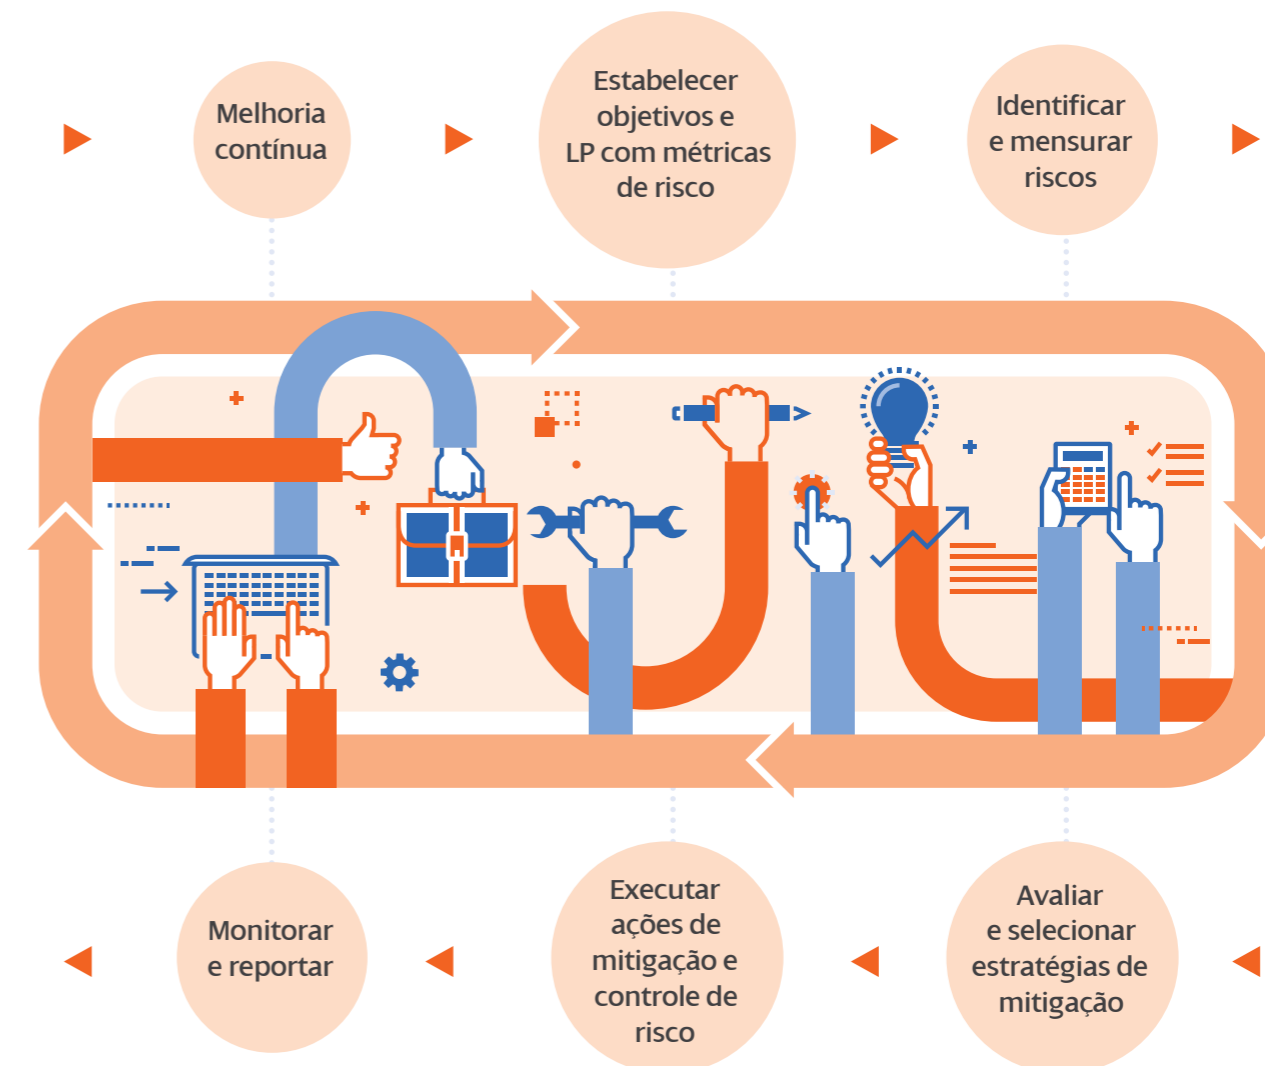 Melhoria
contínua
Estabelecer
objetivos e
LP com métricas
de risco
Identificar
e mensurar
riscos
Monitorar
e reportar
Executar
ações de
mitigação e
controle de
risco
Avaliar
e selecionar
estratégias de
mitigação